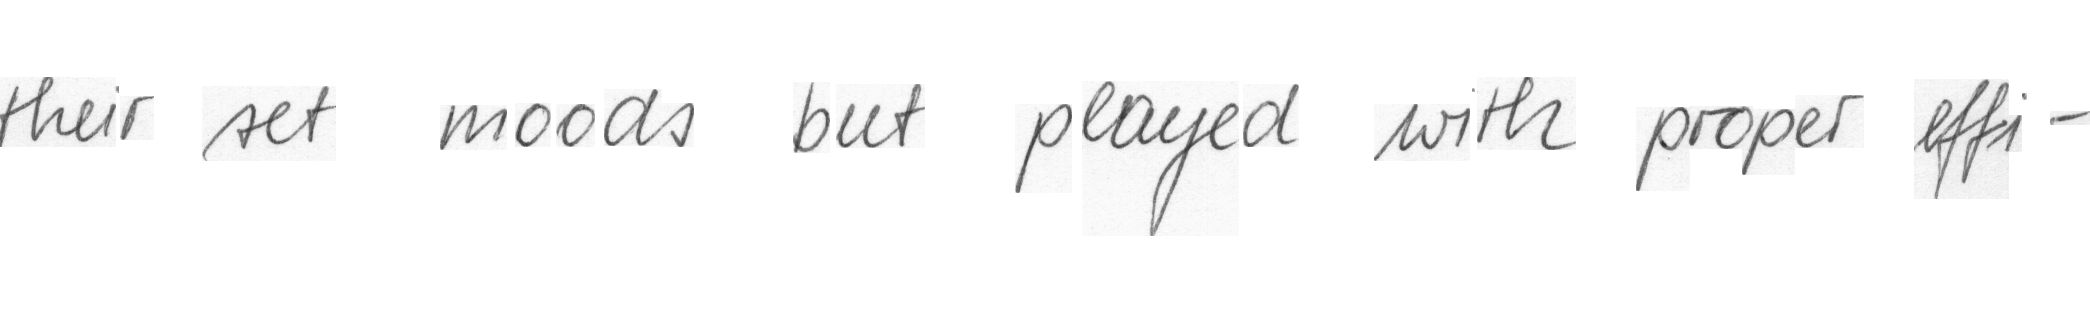 their set moods but played with proper effi-